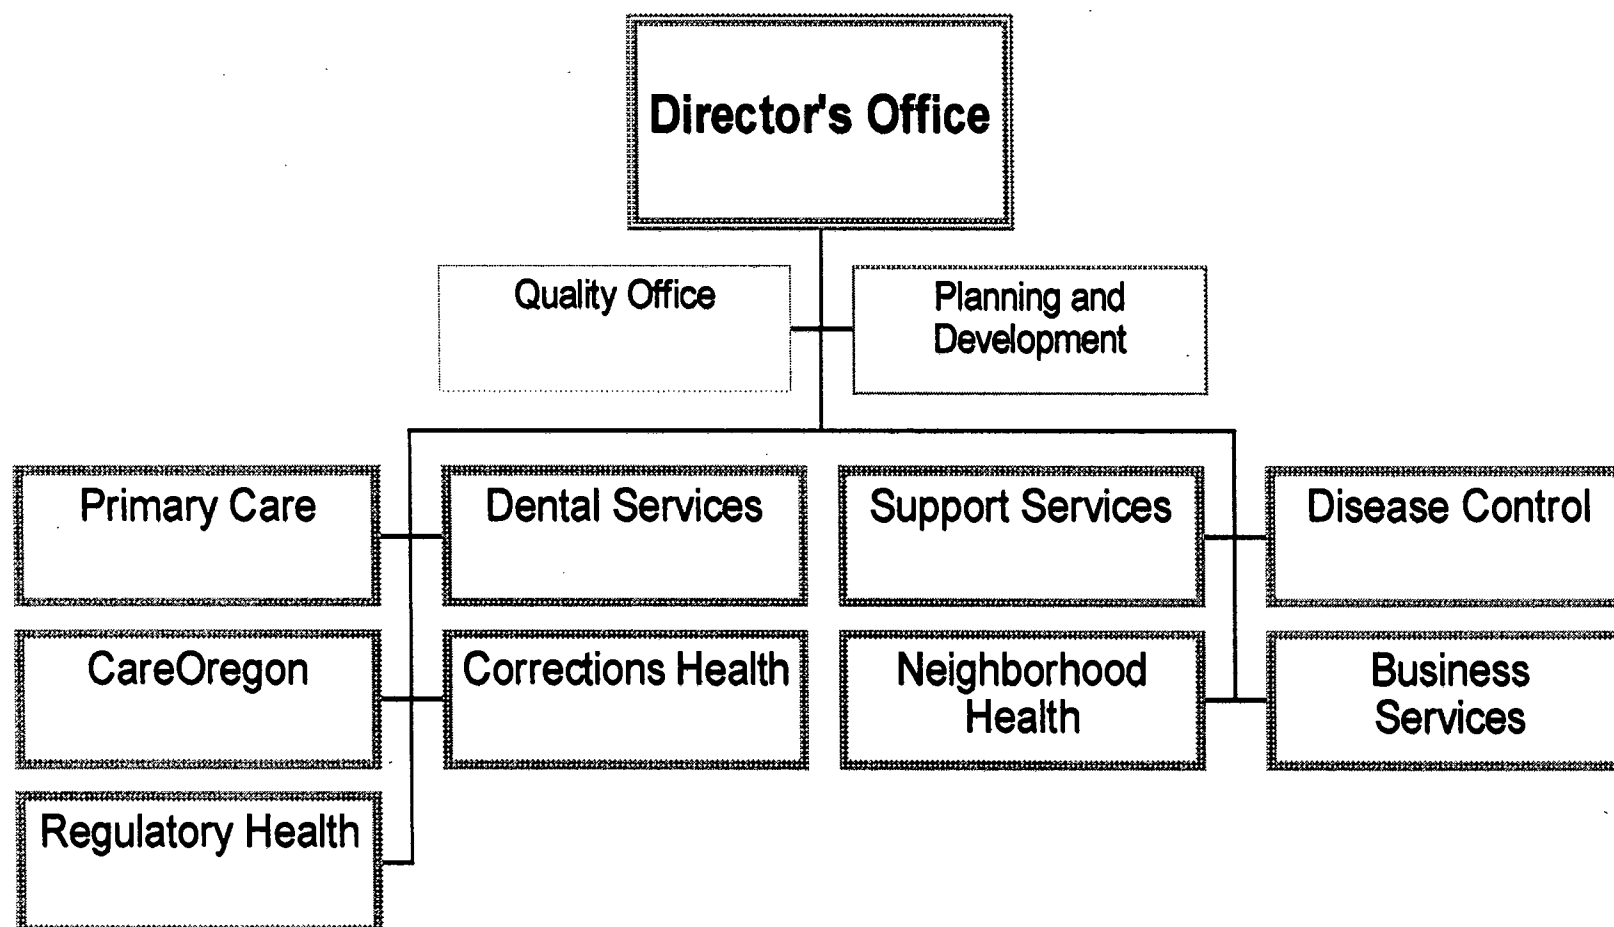 Director's Office
Quality Office
Planning and
Development
Primary Care
Dental Services
Support Services
Disease Control
CareOregon
Corrections Health
Neighborhood
Health
Business
Services
Regulatory Health